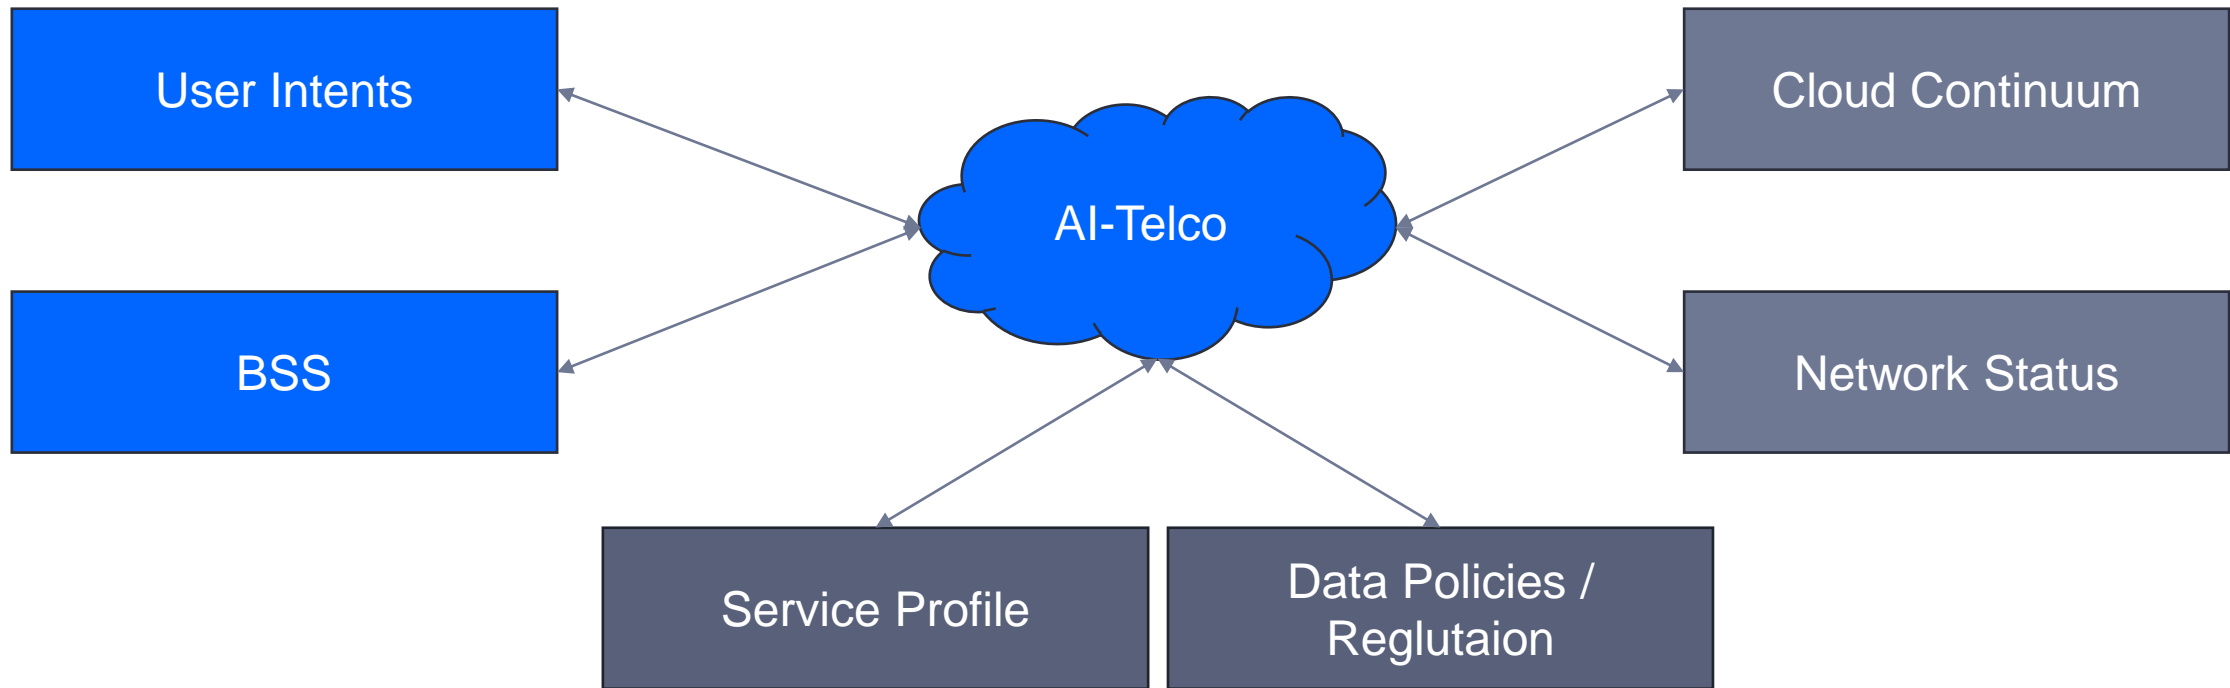 User Intents
Cloud Continuum
AI-Telco
BSS
Network Status
Service Profile
Data Policies /
Reglutaion